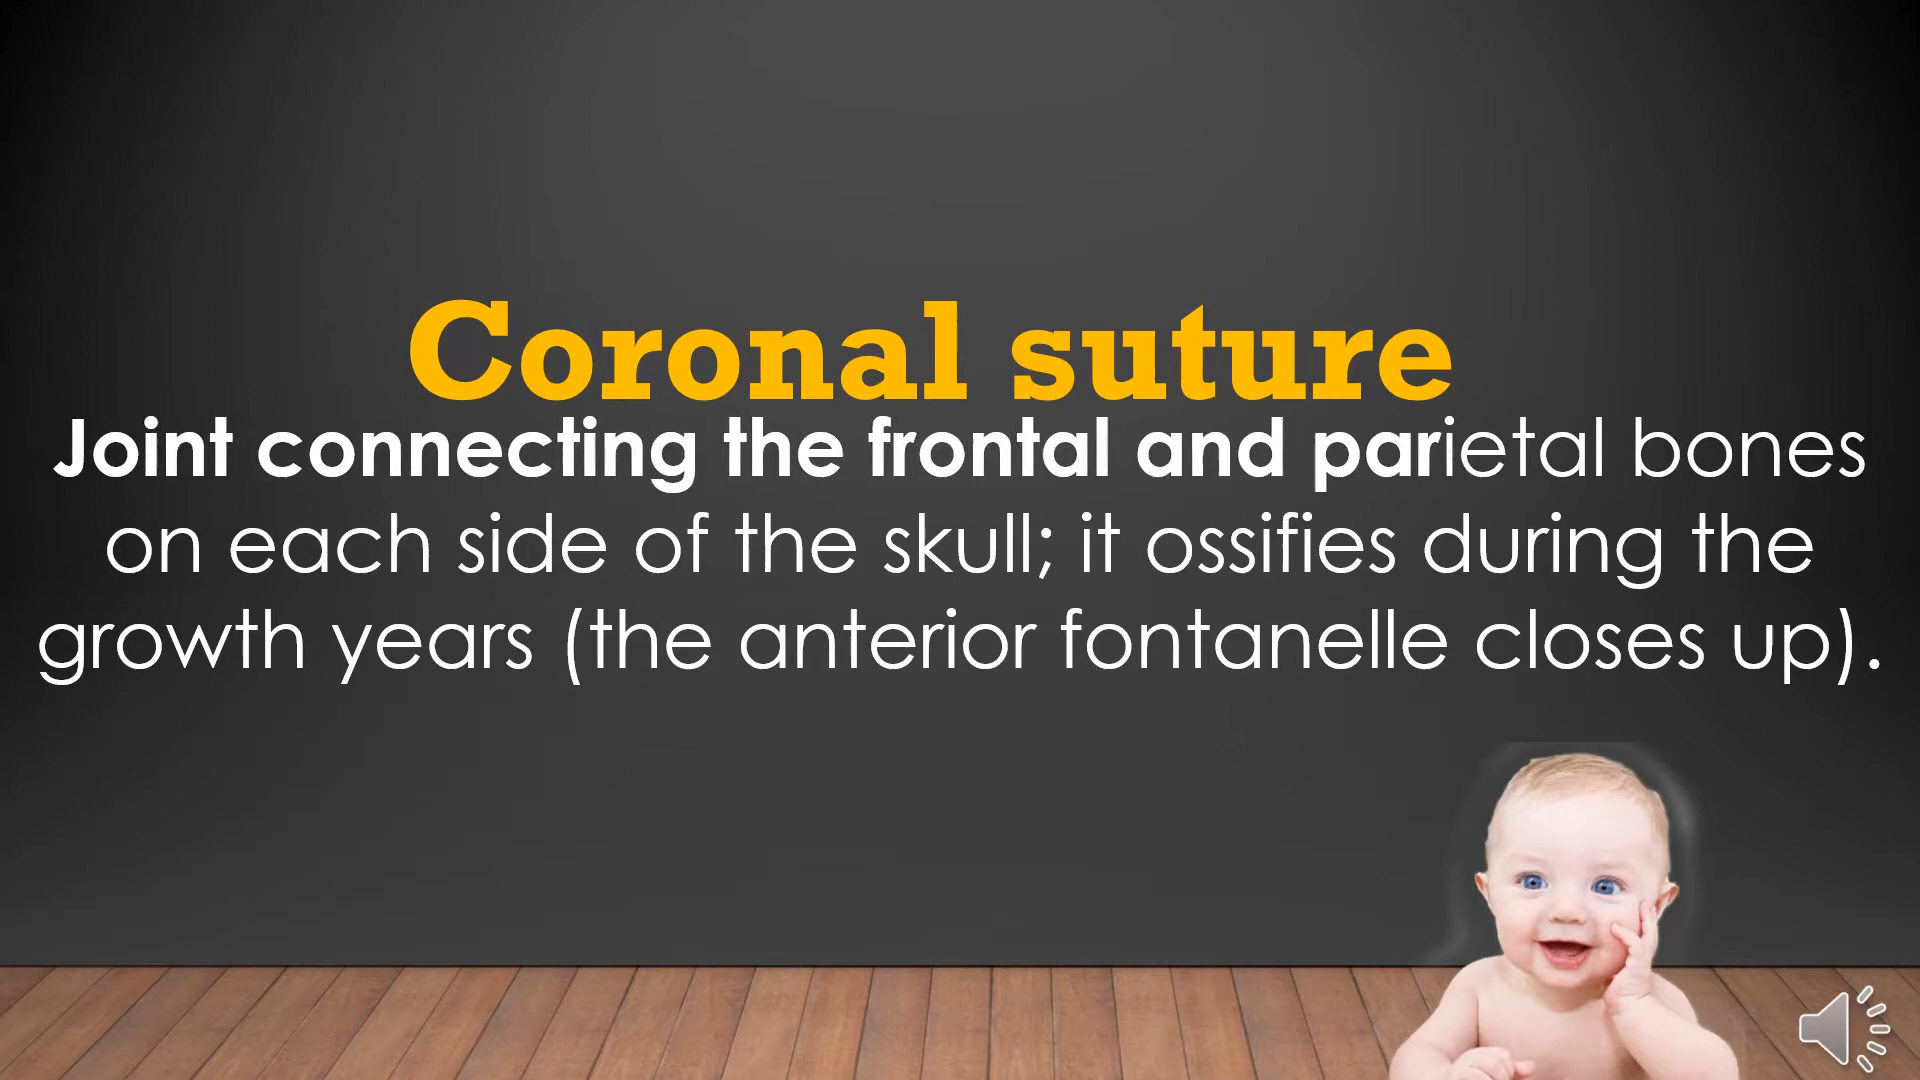 Coronal suture
Joint connecting the frontal and parietal bones
on each side of the skull; it ossifies during the
growth years (the anterior fontanelle closes up).